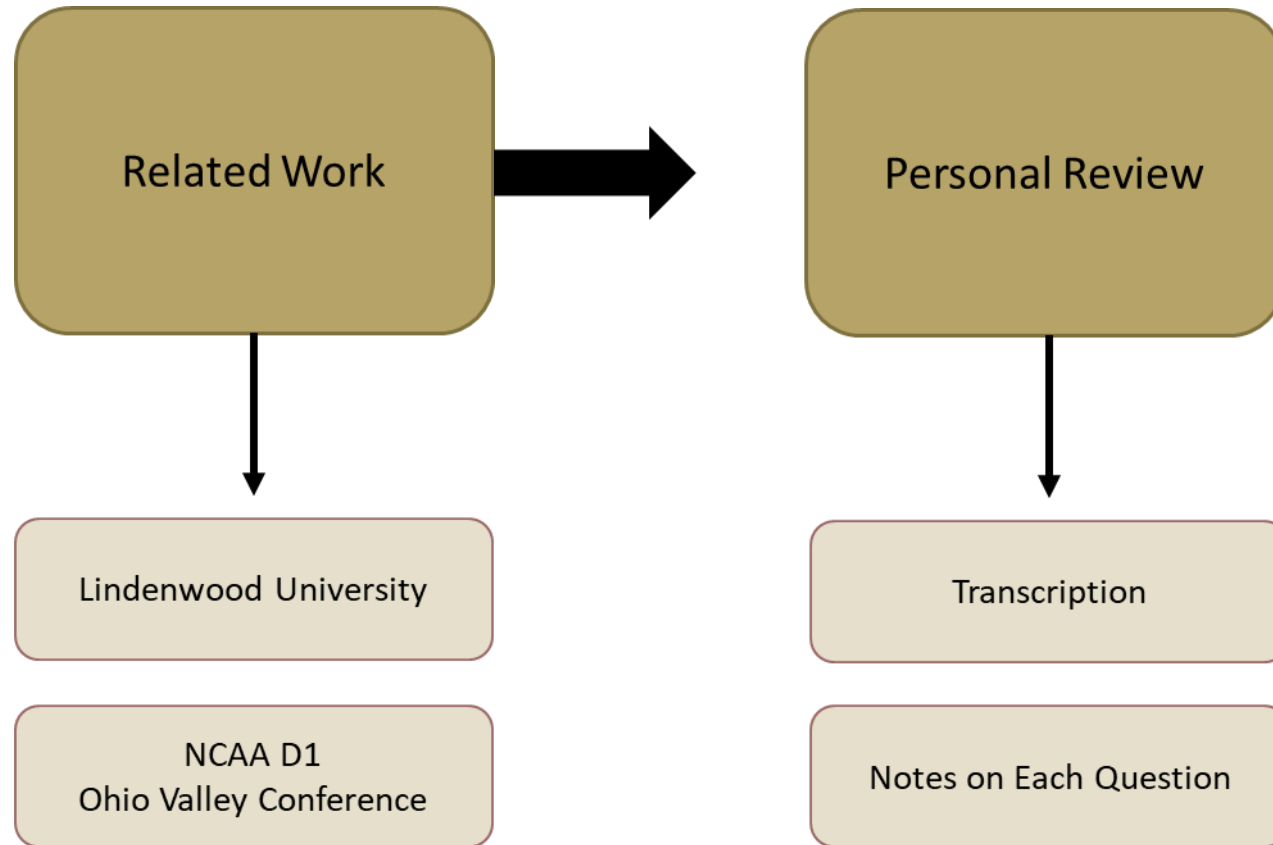 Related Work
Personal Review
Lindenwood University
Transcription
NCAA D1
Ohio Valley Conference
Notes on Each Question